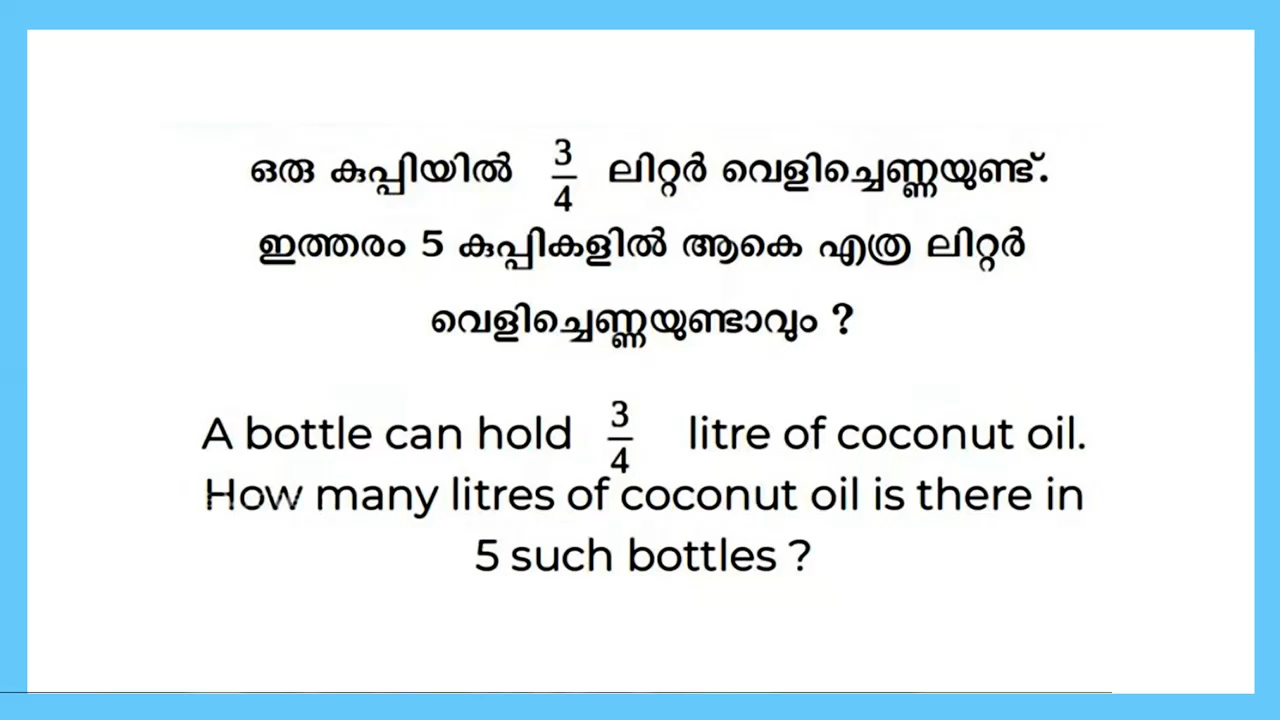 ഒരു കുപ്പിയിൽ 3/4 ലിറ്റർ വെളിച്ചെണ്ണയുണ്ട്.
ഇത്തരം 5 കുപ്പികളിൽ ആകെ എത്ര ലിറ്റർ
വെളിച്ചെണ്ണയുണ്ടാവും ?
A bottle can hold 3/4 litre of coconut oil.
How many litres of coconut oil is there in
5 such bottles ?